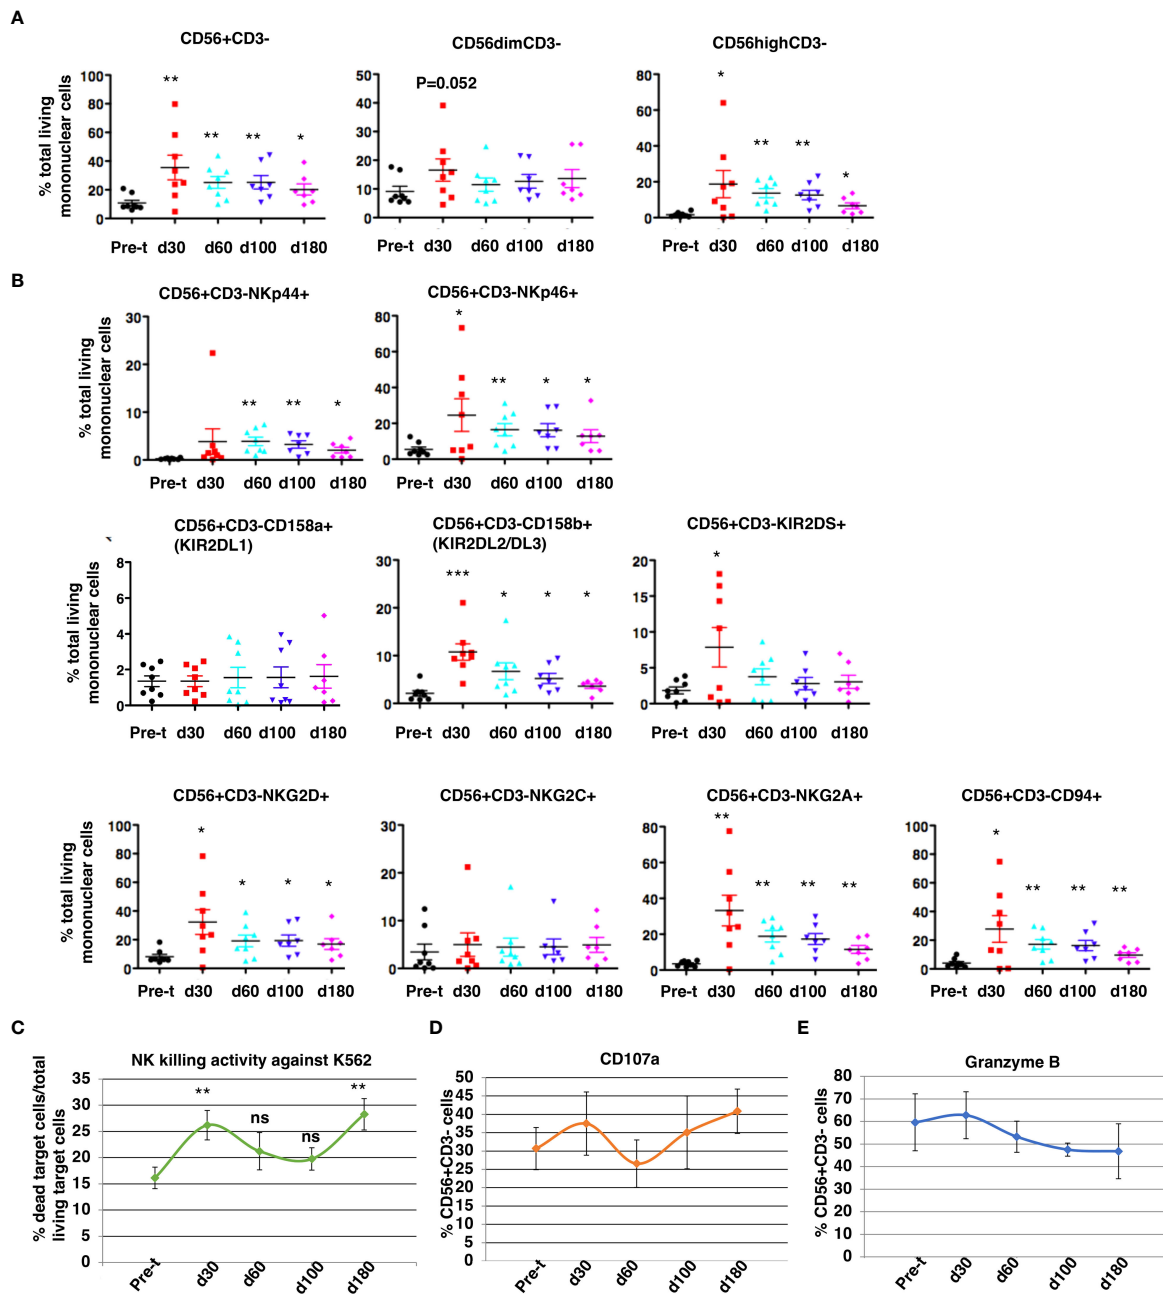 A
CD56+CD3-
CD56dimCD3-
CD56highCD3-
% total living
mononuclear cells
100
80
60
40
20
0
**
**
**
*
Pre-t d30 d60 d100 d180
50
40
30
20
10
0
P=0.052
Pre-t d30 d60 d100 d180
80
60
40
20
0
*
**
**
*
Pre-t d30 d60 d100 d180
B
CD56+CD3-NKp44+
CD56+CD3-NKp46+
% total living
mononuclear cells
30
20
10
0
**
**
*
Pre-t d30 d60 d100 d180
80
60
40
20
0
*
**
*
*
Pre-t d30 d60 d100 d180
CD56+CD3-CD158a+
(KIR2DL1)
CD56+CD3-CD158b+
(KIR2DL2/DL3)
CD56+CD3-KIR2DS+
% total living
mononuclear cells
8
6
4
2
0
Pre-t d30 d60 d100 d180
30
20
10
0
***
*
*
*
Pre-t d30 d60 d100 d180
20
15
10
5
0
*
Pre-t d30 d60 d100 d180
CD56+CD3-NKG2D+
CD56+CD3-NKG2C+
CD56+CD3-NKG2A+
CD56+CD3-CD94+
% total living
mononuclear cells
100
80
60
40
20
0
*
*
*
*
Pre-t d30 d60 d100 d180
30
20
10
0
Pre-t d30 d60 d100 d180
80
60
40
20
0
**
**
**
**
Pre-t d30 d60 d100 d180
100
80
60
40
20
0
*
**
**
**
Pre-t d30 d60 d100 d180
C
NK killing activity against K562
% dead target cells/total
living target cells
35
30
25
20
15
10
5
0
**
ns
ns
**
Pre-t d30 d60 d100 d180
D
CD107a
% CD56+CD3- cells
50
45
40
35
30
25
20
15
10
5
0
Pre-t d30 d60 d100 d180
E
Granzyme B
% CD56+CD3- cells
80
70
60
50
40
30
20
10
0
Pre-t d30 d60 d100 d180